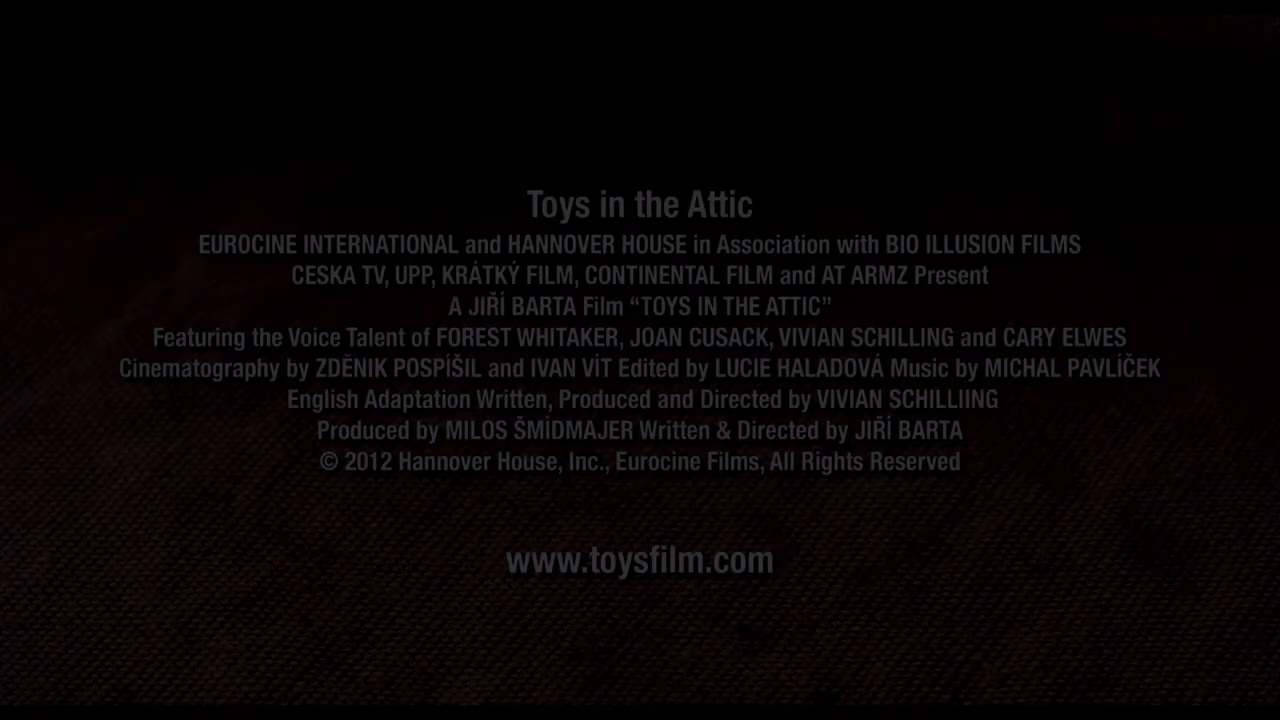 Toys in the Attic
EUROCINE INTERNATIONAL and HANNOVER HOUSE in Association with BIO ILLUSION FILMS
CESKA TV, UPP, KRÁTKÝ FILM, CONTINENTAL FILM and AT ARMZ Present
A JIŘÍ BARTA Film “TOYS IN THE ATTIC”
Featuring the Voice Talent of FOREST WHITAKER, JOAN CUSACK, VIVIAN SCHILLING and CARY ELWES
Cinematography by ZDĚNIK POSPÍŠIL and IVAN VÍT Edited by LUCIE HALADOVÁ Music by MICHAL PAVLÍČEK
English Adaptation Written, Produced and Directed by VIVIAN SCHILLIING
Produced by MILOS ŠMÍDMAJER Written & Directed by JIŘÍ BARTA
© 2012 Hannover House, Inc., Eurocine Films, All Rights Reserved
www.toysfilm.com